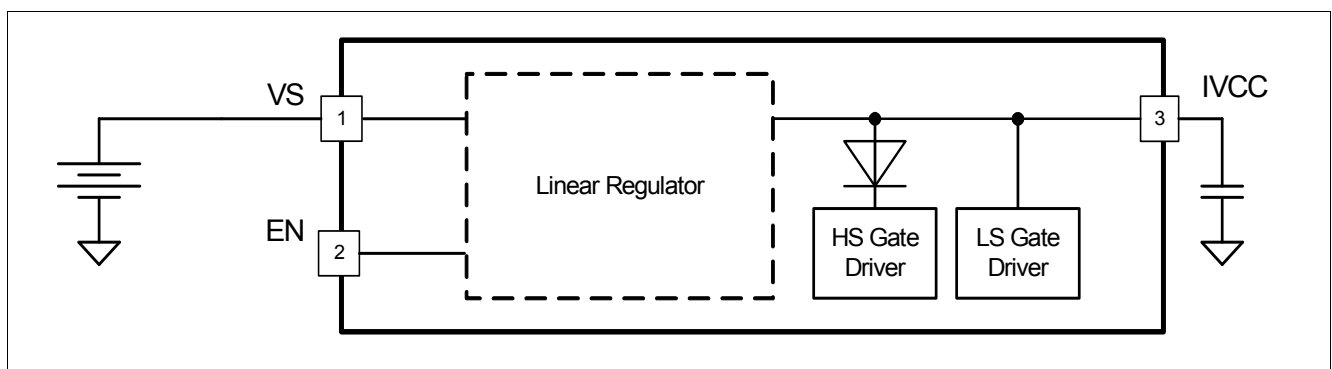 VS
1
EN
2
Linear Regulator
HS Gate
Driver
LS Gate
Driver
3
IVCC